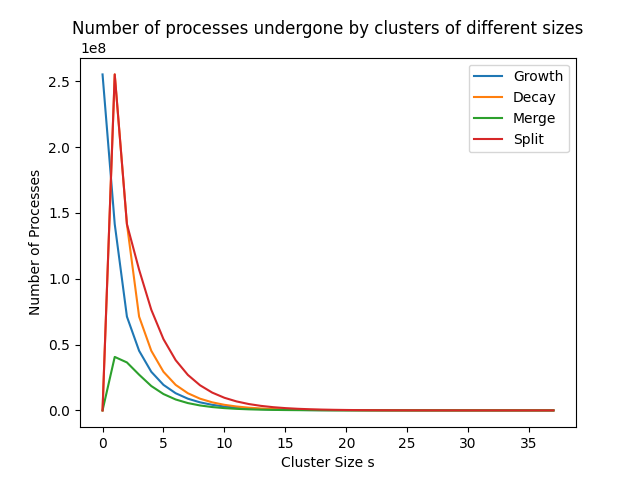 Number of processes undergone by clusters of different sizes
1e8
Growth
Decay
Merge
Split
2.5
2.0
1.5
1.0
0.5
0.0
Number of Processes
0 5 10 15 20 25 30 35
Cluster Size s